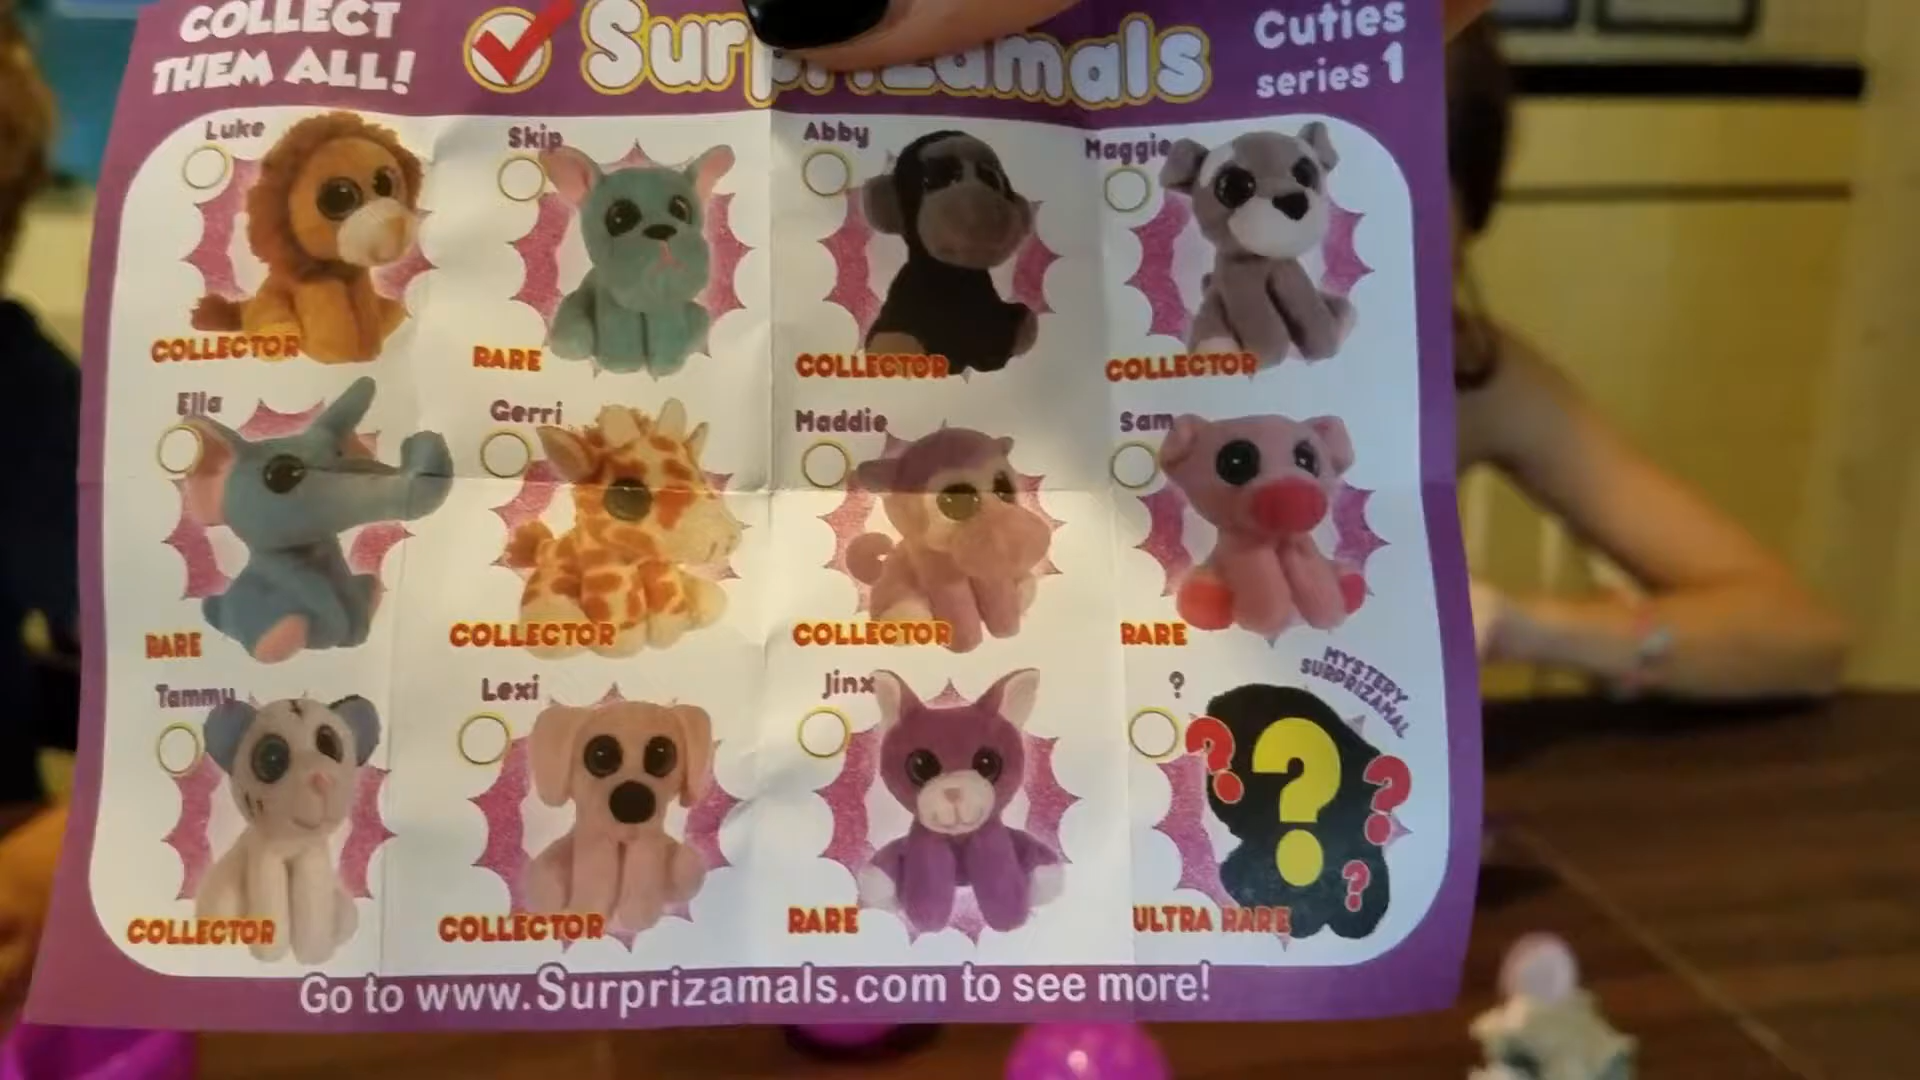 COLLECT
THEM ALL!
Surprizamals
Cuties
series 1
Luke
COLLECTOR
Skip
RARE
Abby
COLLECTOR
Maggie
COLLECTOR
Ella
RARE
Gerri
COLLECTOR
Maddie
COLLECTOR
Sam
RARE
Tammy
COLLECTOR
Lexi
COLLECTOR
Jinx
RARE
?
MYSTERY
SURPRIZAMAL
? ? ? ?
ULTRA RARE
Go to www.Surprizamals.com to see more!